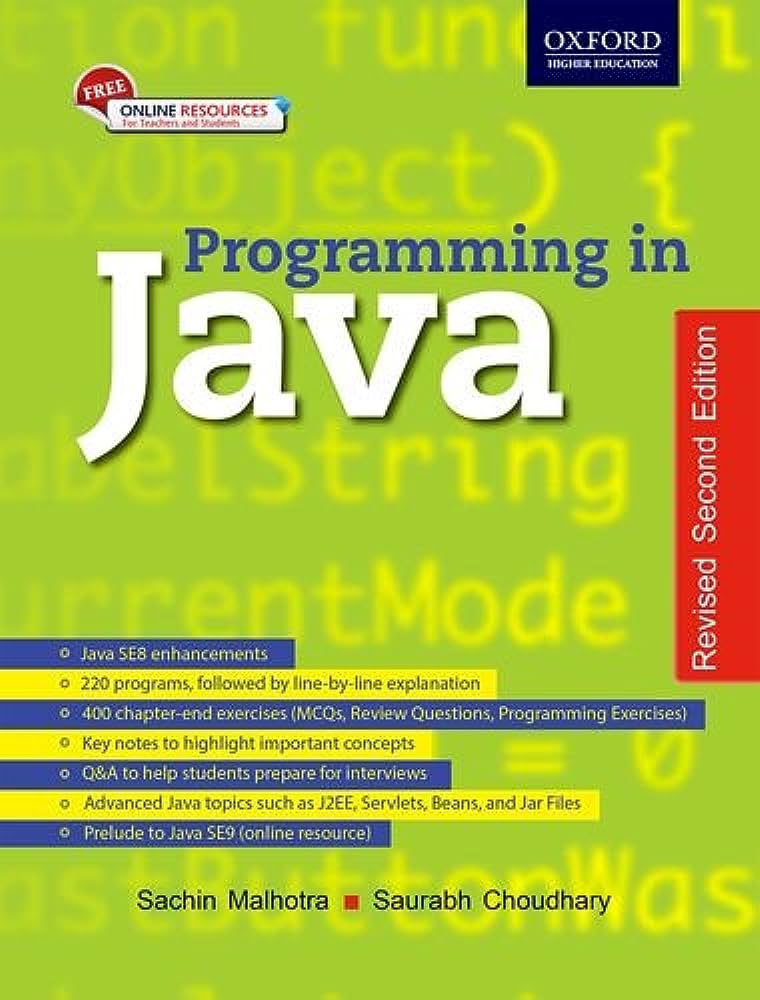 tion func
di
OXFORD
HIGHER EDUCATION
FREE
ONLINE RESOURCES
For Teachers and Students
nyObject) {
Programming in
Java
Revised Second Edition
abelString
urrentMode
Java SE8 enhancements
220 programs, followed by line-by-line explanation
400 chapter-end exercises (MCQs, Review Questions, Programming Exercises)
Key notes to highlight important concepts
= 0
Q&A to help students prepare for interviews
Advanced Java topics such as J2EE, Servlets, Beans, and Jar Files
Prelude to Java SE9 (online resource)
astButtonWas
Sachin Malhotra ■ Saurabh Choudhary